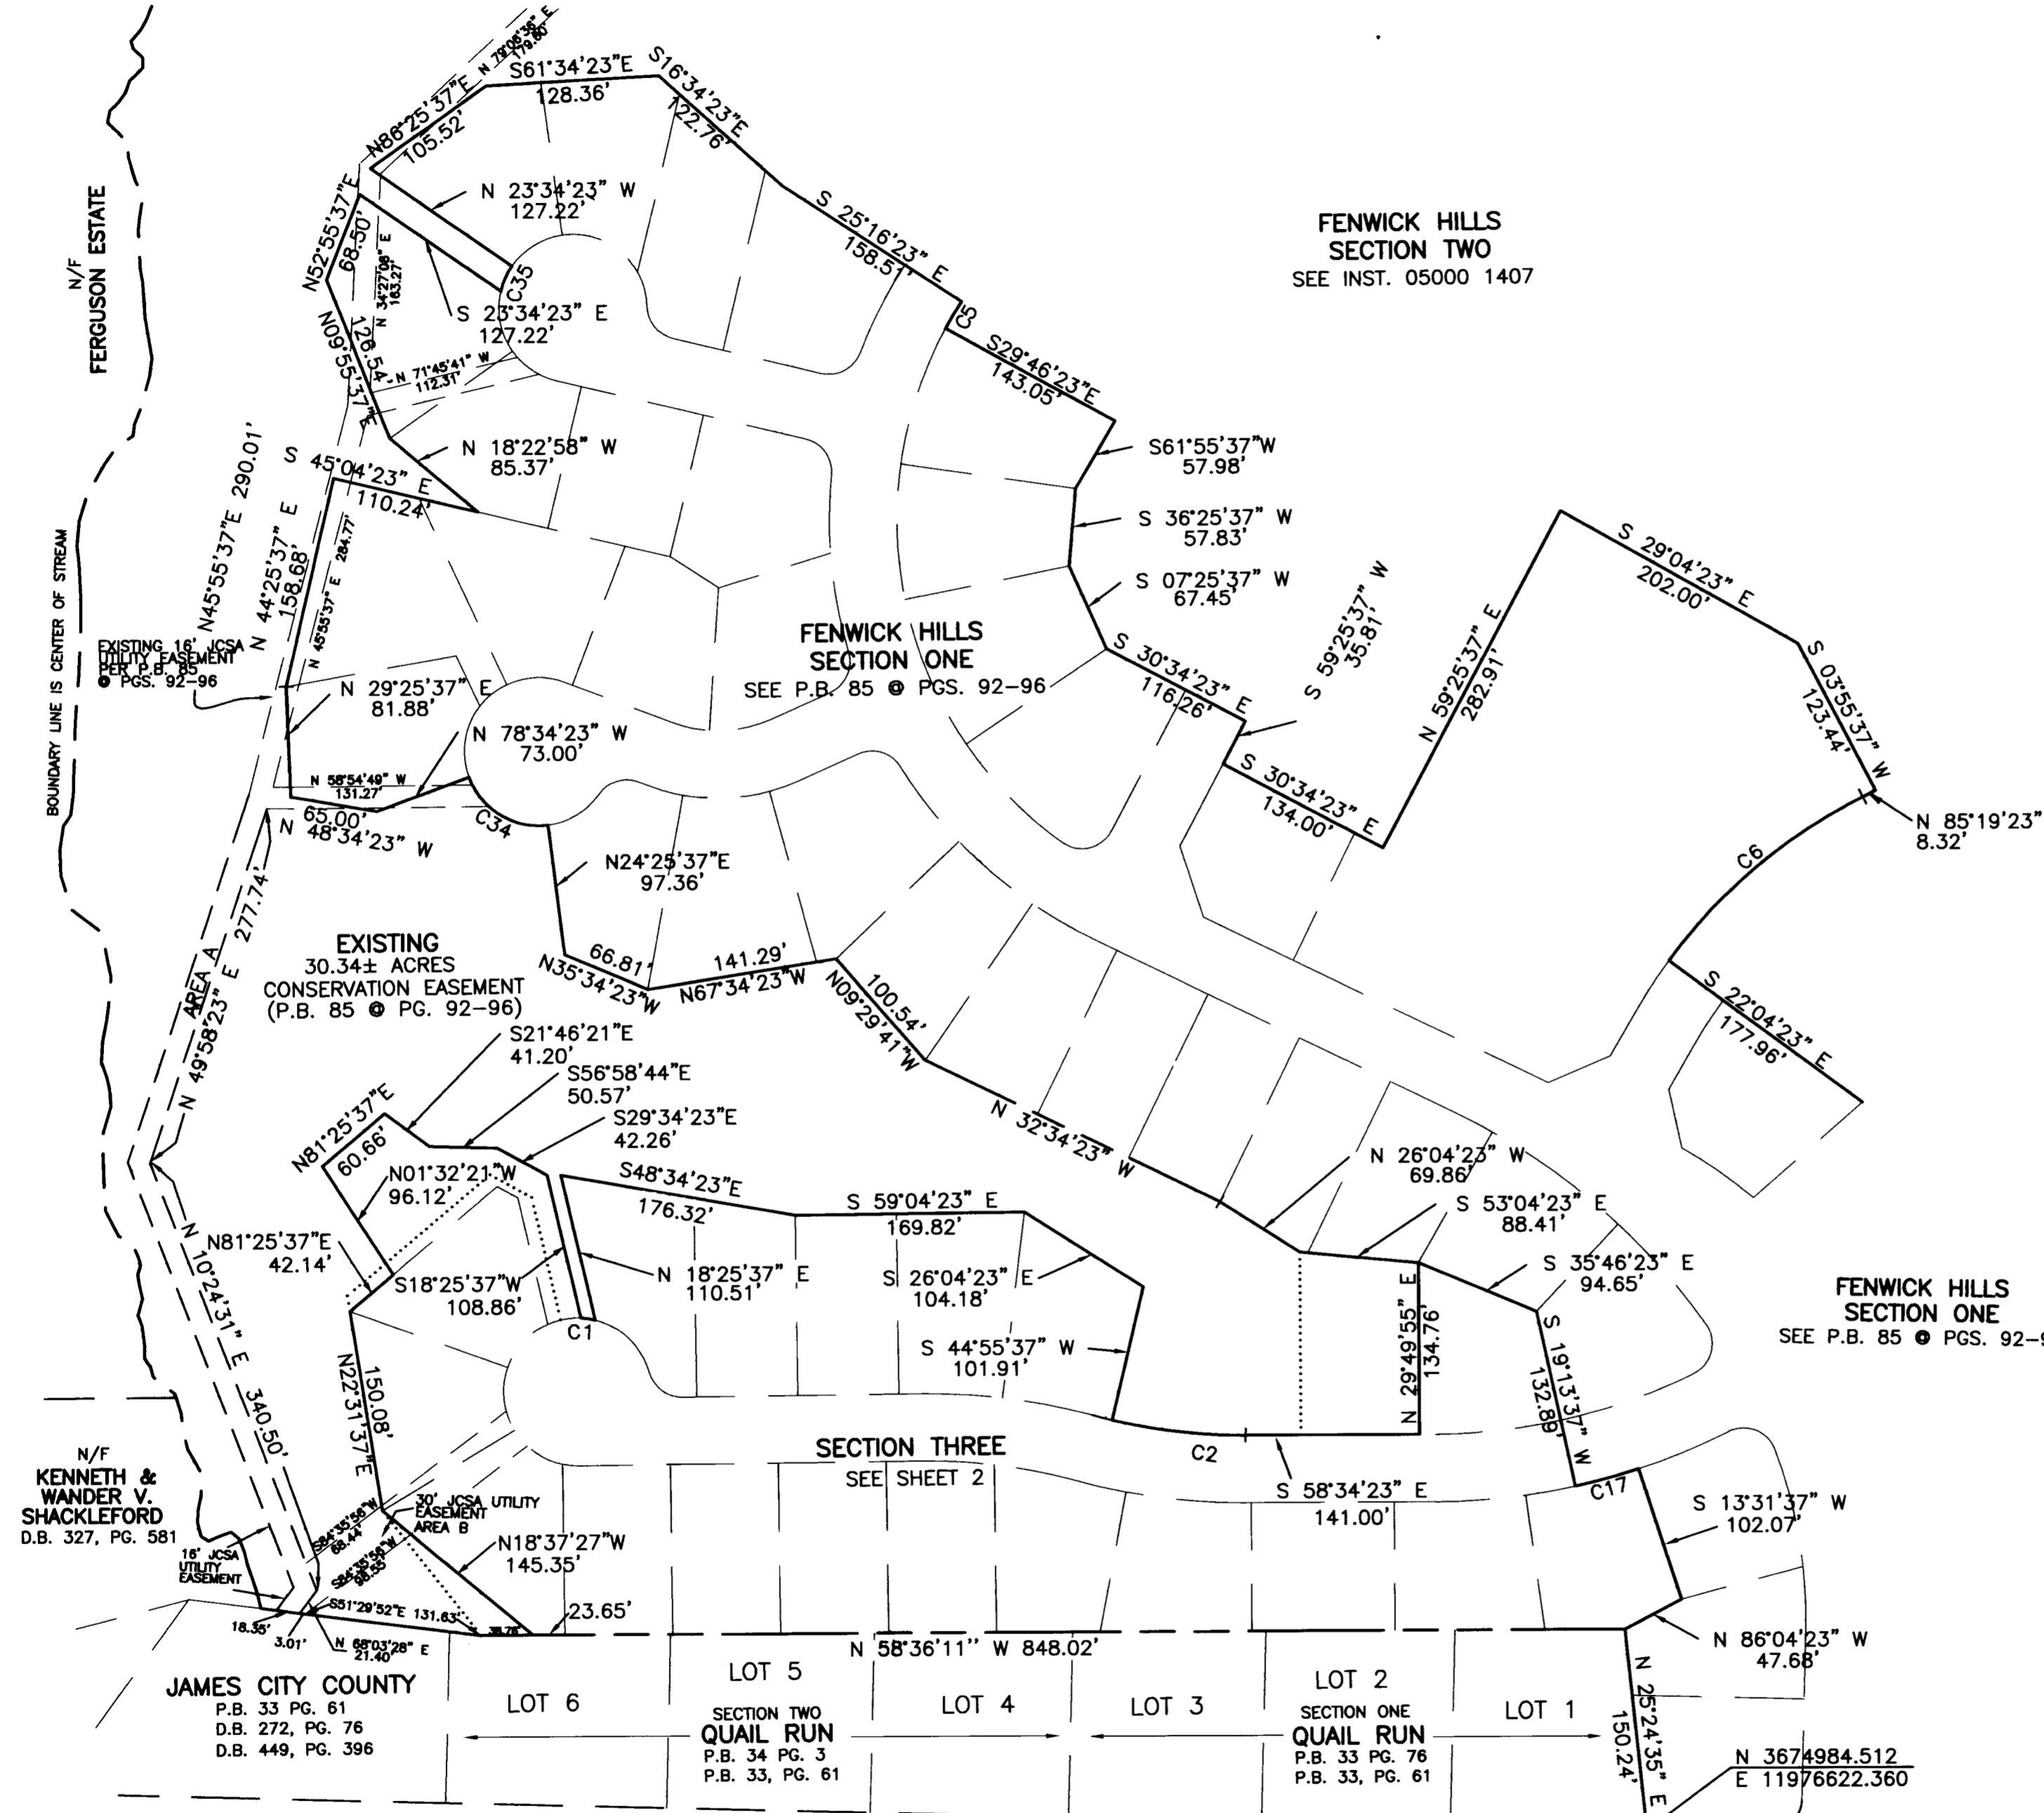 N 79°06'36" E
179.60'
S61°34'23"E
128.36'
S16°34'23"E
122.76'
N86°25'37"E
105.52'
N/F
FERGUSON ESTATE
N52°55'37"E
68.50'
N 34°27'06" E
163.27'
N 23°34'23" W
127.22'
C35
S 23°34'23" E
127.22'
S 25°16'23" E
158.51'
C5
FENWICK HILLS
SECTION TWO
SEE INST. 05000 1407
N09°55'37"E
126.54'
N 71°45'41" W
112.31'
S29°46'23"E
143.05'
N 18°22'58" W
85.37'
S61°55'37"W
57.98'
S 45°04'23" E
110.24'
S 36°25'37" W
57.83'
S 07°25'37" W
67.45'
S 59°25'37" W
35.81'
S 29°04'23" E
202.00'
N45°55'37"E 290.01'
N 44°25'37" E
158.68'
N 45°55'37" E 284.77'
BOUNDARY LINE IS CENTER OF STREAM
EXISTING 16' JCSA
UTILITY EASEMENT
PER P.B. 85
@ PGS. 92-96
FENWICK HILLS
SECTION ONE
SEE P.B. 85 @ PGS. 92-96
S 30°34'23" E
116.26'
N 59°25'37" E
282.91'
S 03°55'37" W
123.44'
N 29°25'37" E
81.88'
N 78°34'23" W
73.00'
N 58°54'49" W
131.27'
65.00'
N 48°34'23" W
C34
S 30°34'23" E
134.00'
N 85°19'23"
8.32'
C6
N24°25'37"E
97.36'
AREA A
N 49°58'23" E 277.74'
EXISTING
30.34± ACRES
CONSERVATION EASEMENT
(P.B. 85 @ PG. 92-96)
66.81'
N35°34'23"W
141.29'
N67°34'23"W
100.54'
N09°29'41"W
S 22°04'23" E
177.96'
S21°46'21"E
41.20'
S56°58'44"E
50.57'
S29°34'23"E
42.26'
N81°25'37"E
60.66'
N01°32'21"W
96.12'
N 32°34'23" W
N 26°04'23" W
69.86'
S48°34'23"E
176.32'
S 59°04'23" E
169.82'
S 53°04'23" E
88.41'
N81°25'37"E
42.14'
S18°25'37"W
108.86'
N 18°25'37" E
110.51'
S 26°04'23" E
104.18'
S 35°46'23" E
94.65'
FENWICK HILLS
SECTION ONE
SEE P.B. 85 @ PGS. 92-9
N 10°24'31" E 340.50'
C1
S 44°55'37" W
101.91'
N 29°49'55" E
134.76'
S 19°13'37" W
132.89'
N22°31'37"E
150.08'
SECTION THREE
SEE SHEET 2
C2
S 58°34'23" E
141.00'
C17
S 13°31'37" W
102.07'
N/F
KENNETH &
WANDER V.
SHACKLEFORD
D.B. 327, PG. 581
16' JCSA
UTILITY
EASEMENT
S84°35'56"W
68.44'
S84°35'56"W
98.55'
30' JCSA UTILITY
EASEMENT
AREA B
N18°37'27"W
145.35'
S51°29'52"E 131.63'
23.65'
18.35'
3.01'
N 68°03'28" E
21.40'
N 58°36'11" W 848.02'
N 86°04'23" W
47.68'
JAMES CITY COUNTY
P.B. 33 PG. 61
D.B. 272, PG. 76
D.B. 449, PG. 396
LOT 6
LOT 5
LOT 4
LOT 3
LOT 2
LOT 1
SECTION TWO
QUAIL RUN
P.B. 34 PG. 3
P.B. 33, PG. 61
SECTION ONE
QUAIL RUN
P.B. 33 PG. 76
P.B. 33, PG. 61
N 25°24'35" E
150.24'
N 3674984.512
E 11976622.360